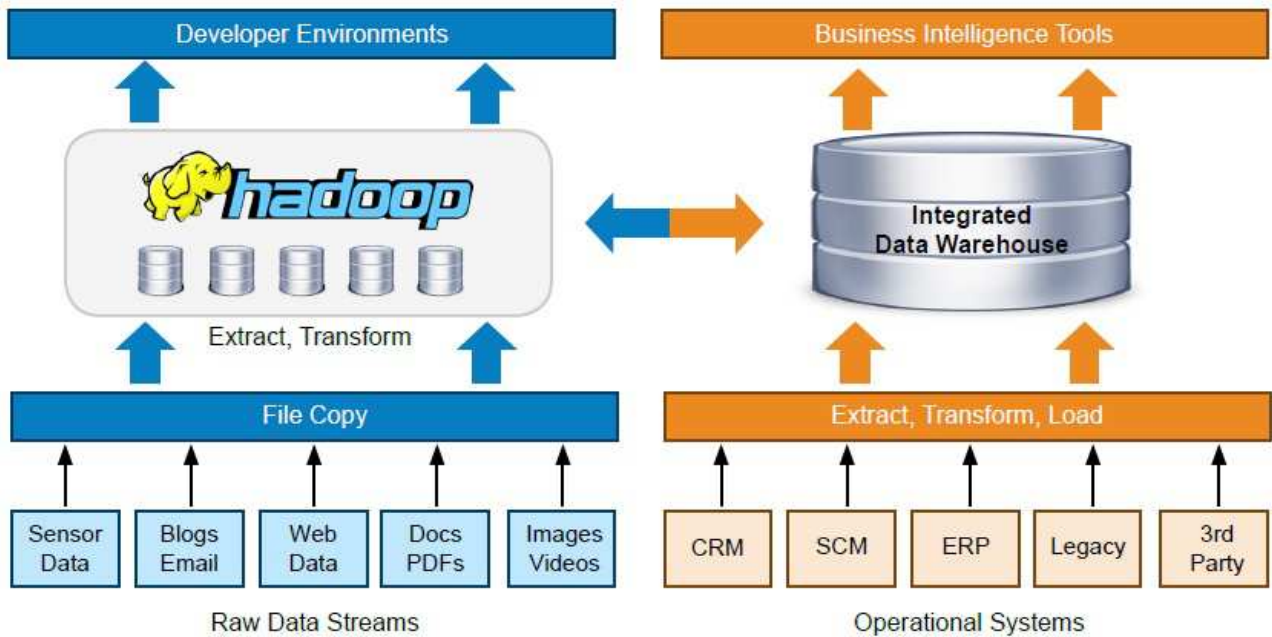 Developer Environments
Business Intelligence Tools
hadoop
Integrated
Data Warehouse
Extract, Transform
File Copy
Extract, Transform, Load
Sensor
Data
Blogs
Email
Web
Data
Docs
PDFs
Images
Videos
CRM
SCM
ERP
Legacy
3rd
Party
Raw Data Streams
Operational Systems